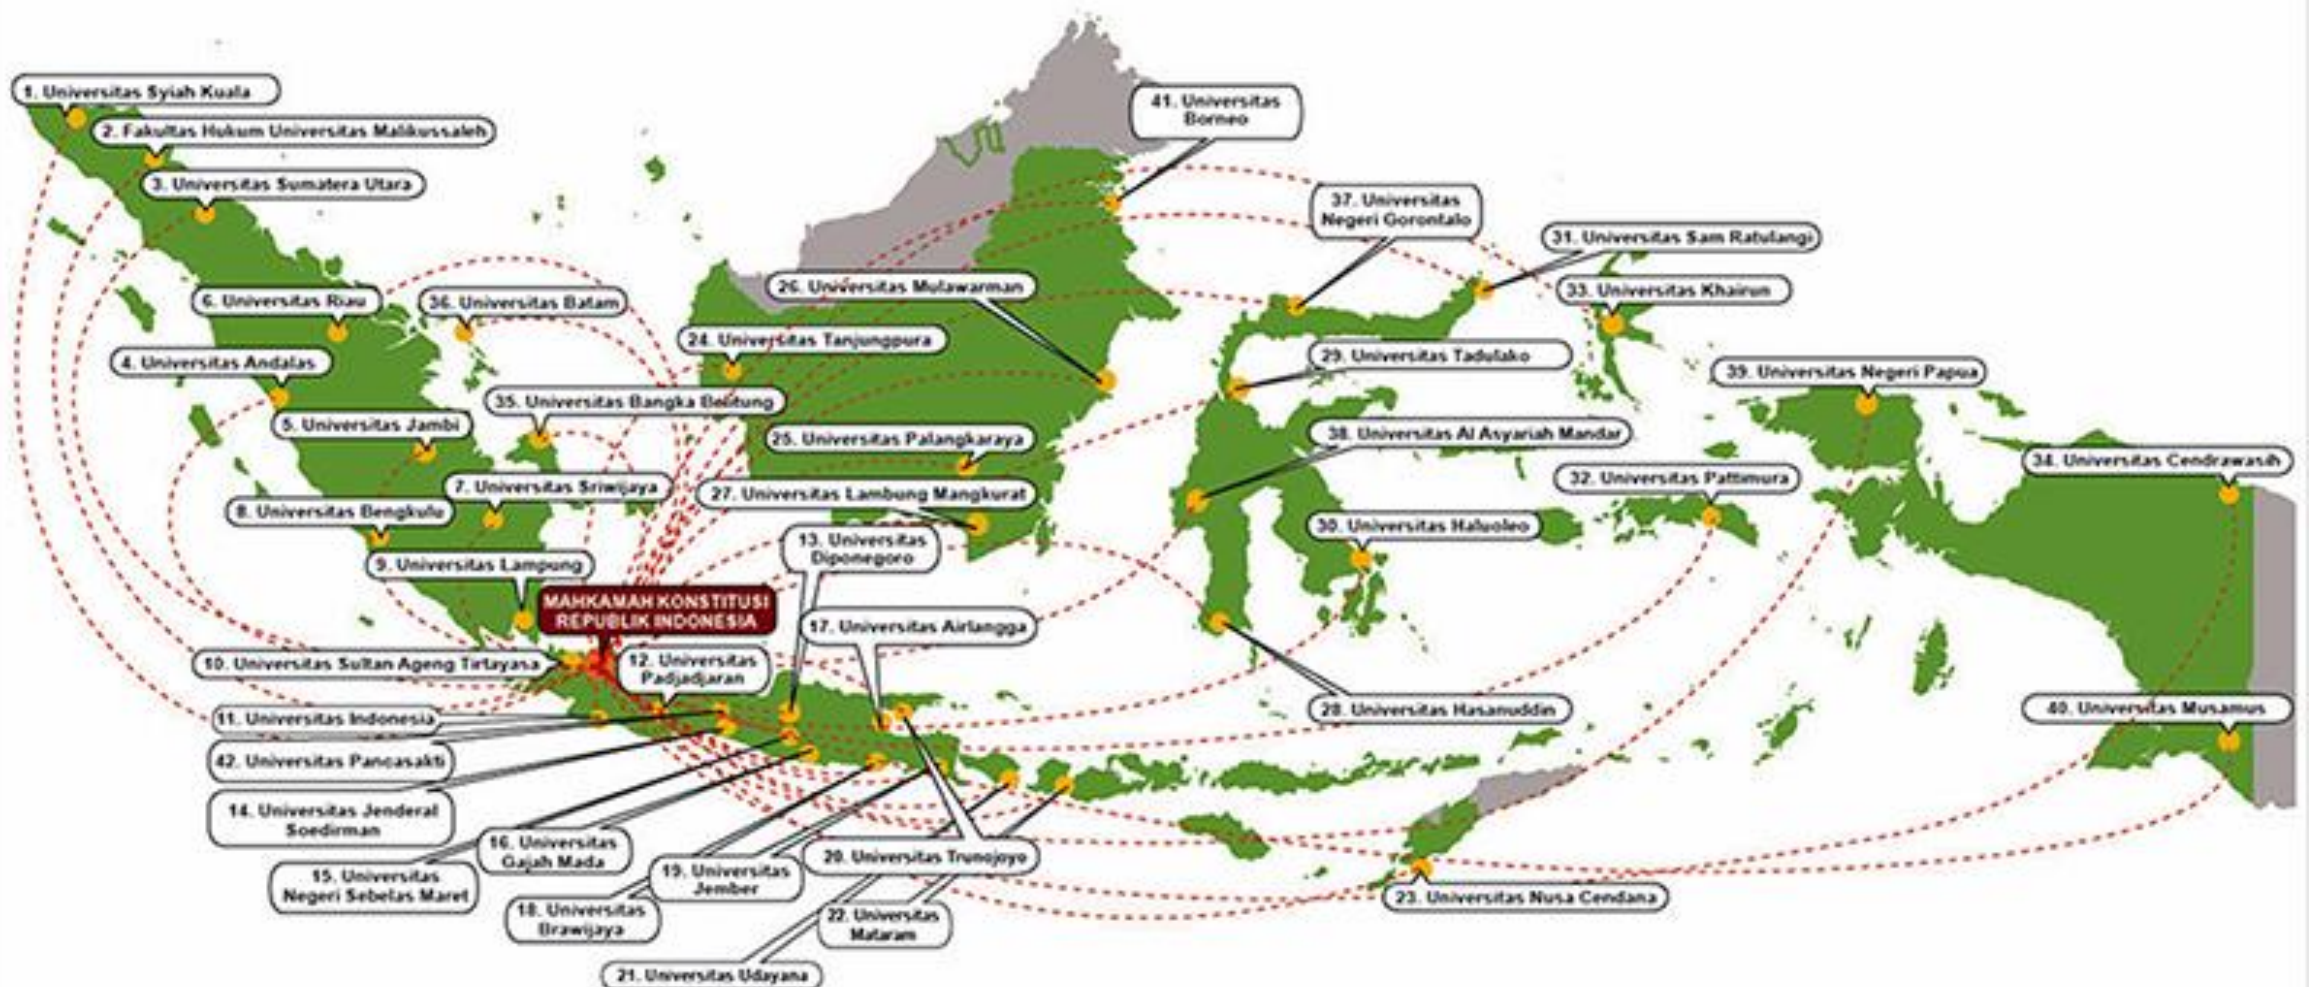 1. Universitas Syiah Kuala
2. Fakultas Hukum Universitas Malikussaleh
3. Universitas Sumatera Utara
41. Universitas
Borneo
37. Universitas
Negeri Gorontalo
31. Universitas Sam Ratulangi
6. Universitas Riau
36. Universitas Batam
26. Universitas Mulawarman
33. Universitas Khairun
24. Universitas Tanjungpura
4. Universitas Andalas
29. Universitas Tadulako
39. Universitas Negeri Papua
35. Universitas Bangka Belitung
5. Universitas Jambi
25. Universitas Palangkaraya
38. Universitas Al Asyariah Mandar
34. Universitas Cendrawasih
7. Universitas Sriwijaya
27. Universitas Lambung Mangkurat
32. Universitas Pattimura
8. Universitas Bengkulu
30. Universitas Haluoleo
13. Universitas
Diponegoro
9. Universitas Lampung
MAHKAMAH KONSTITUSI
REPUBLIK INDONESIA
17. Universitas Airlangga
10. Universitas Sultan Ageng Tirtayasa
12. Universitas
Padjadjaran
11. Universitas Indonesia
28. Universitas Hasanuddin
40. Universitas Musamus
42. Universitas Pancasakti
14. Universitas Jenderal
Soedirman
16. Universitas
Gajah Mada
20. Universitas Trunojoyo
15. Universitas
Negeri Sebelas Maret
19. Universitas
Jember
23. Universitas Nusa Cendana
18. Universitas
Brawijaya
22. Universitas
Mataram
21. Universitas Udayana